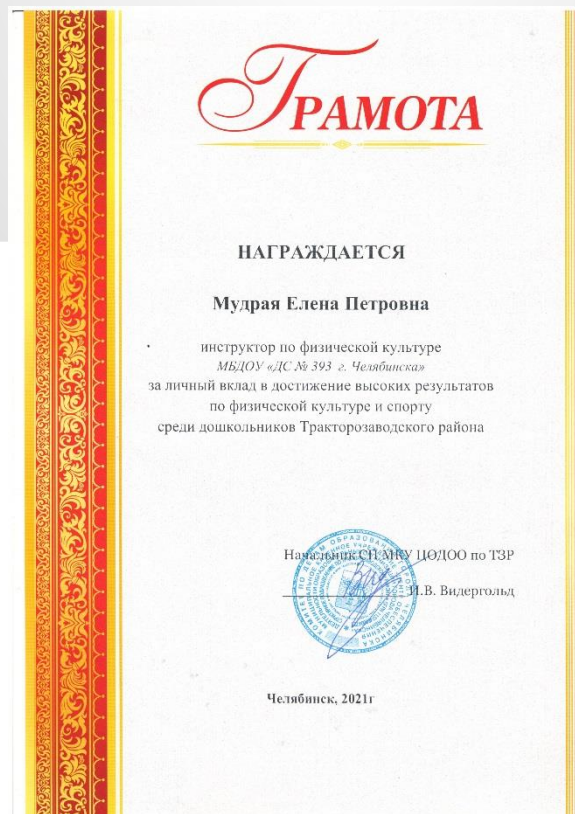 ГРАМОТА
НАГРАЖДАЕТСЯ
Мудрая Елена Петровна
инструктор по физической культуре
МБДОУ «ДС № 393 г. Челябинска»
за личный вклад в достижение высоких результатов
по физической культуре и спорту
среди дошкольников Тракторозаводского района
Начальник СП МКУ ЦОДОО по ТЗР
И.В. Видергольд
Челябинск, 2021г